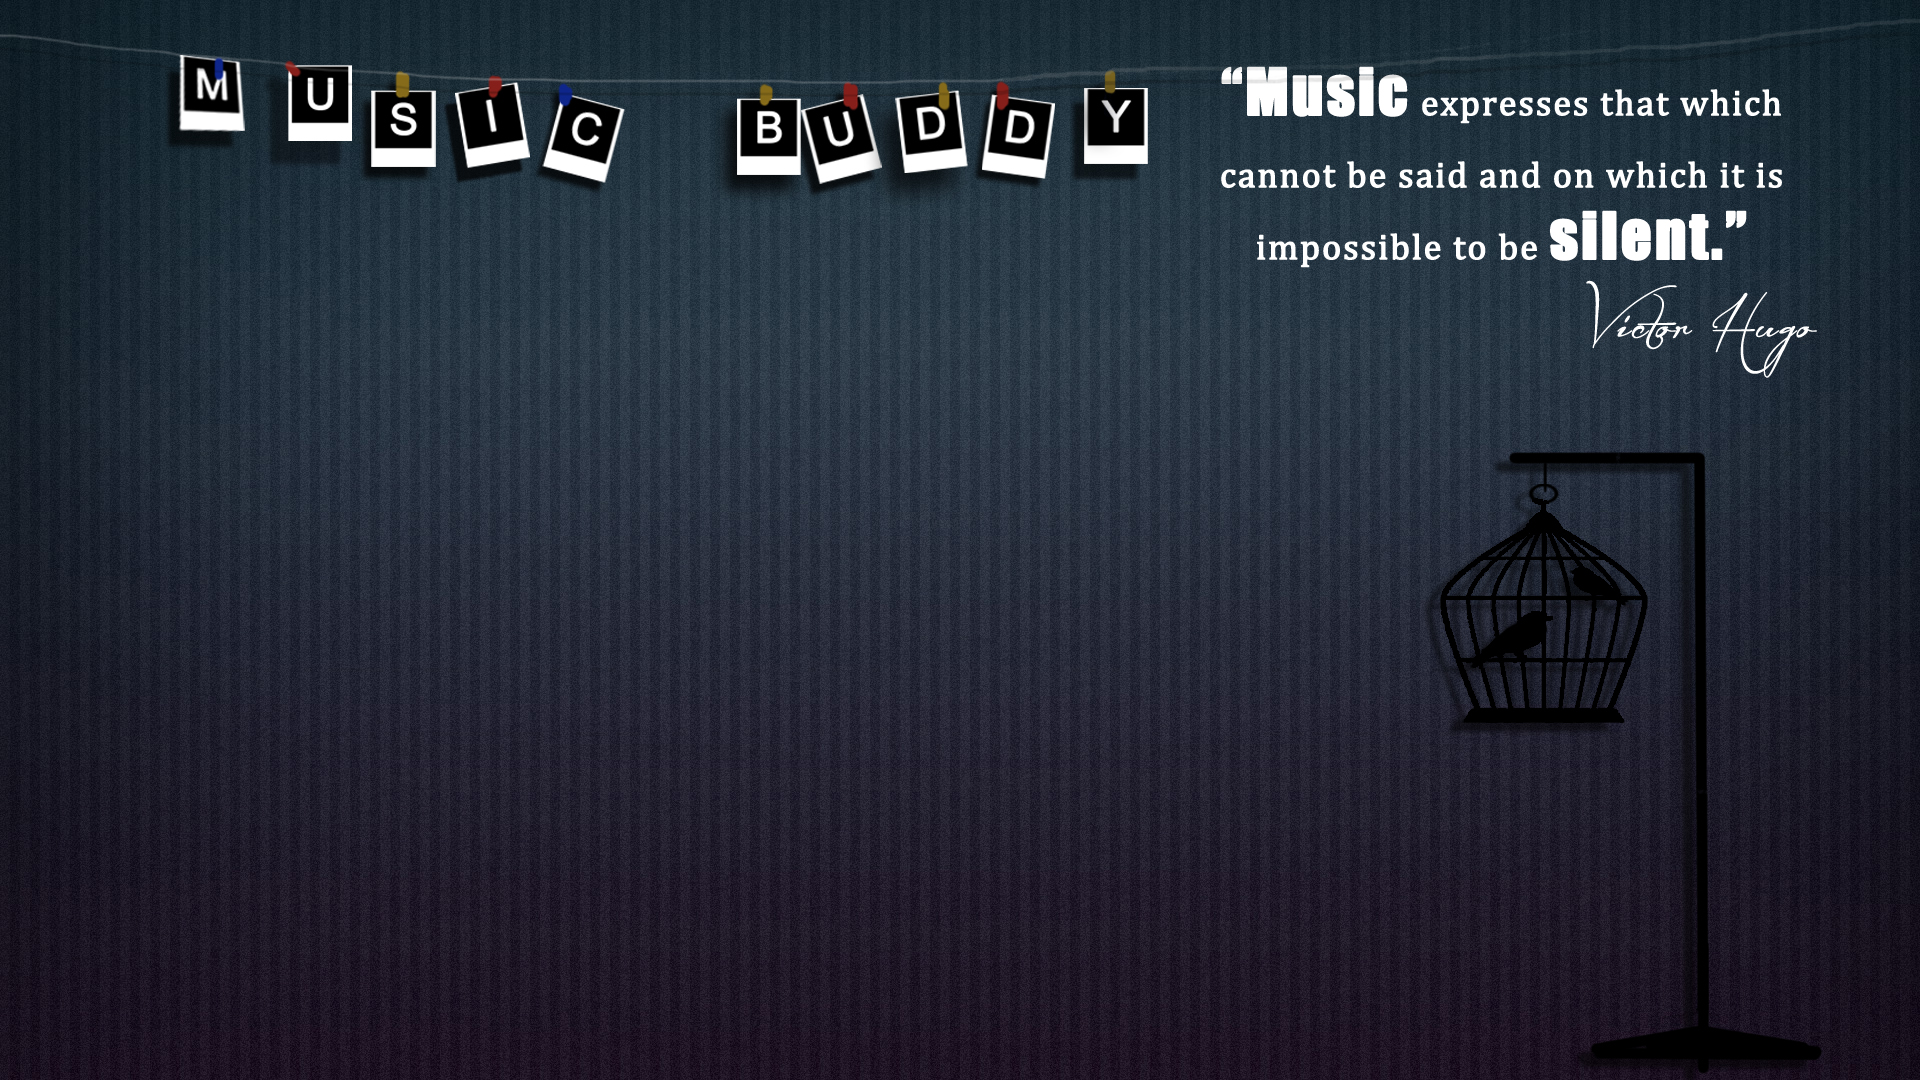 MUSIC BUDDY
“Music expresses that which
cannot be said and on which it is
impossible to be silent.”
Victor Hugo